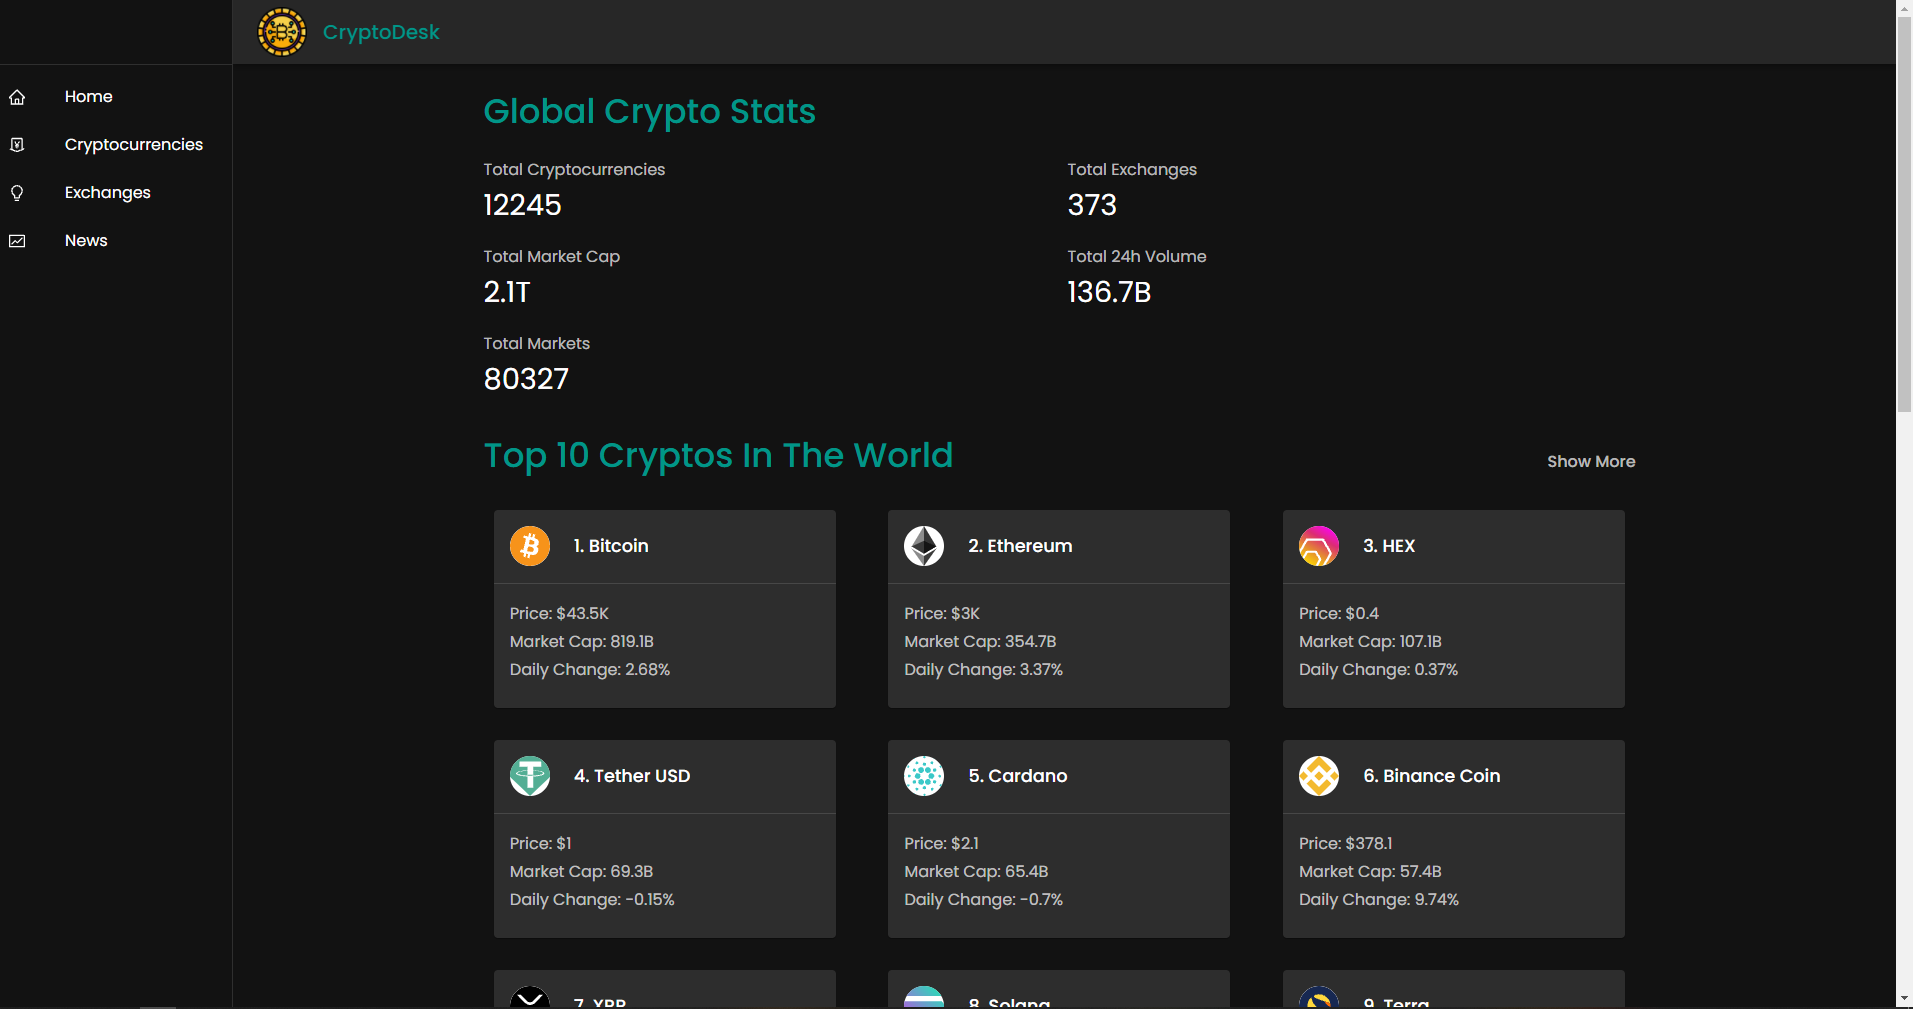 CryptoDesk
Home
Cryptocurrencies
Exchanges
News
Global Crypto Stats
Total Cryptocurrencies
12245
Total Exchanges
373
Total Market Cap
2.1T
Total 24h Volume
136.7B
Total Markets
80327
Top 10 Cryptos In The World
Show More
1. Bitcoin
Price: $43.5K
Market Cap: 819.1B
Daily Change: 2.68%
2. Ethereum
Price: $3K
Market Cap: 354.7B
Daily Change: 3.37%
3. HEX
Price: $0.4
Market Cap: 107.1B
Daily Change: 0.37%
4. Tether USD
Price: $1
Market Cap: 69.3B
Daily Change: -0.15%
5. Cardano
Price: $2.1
Market Cap: 65.4B
Daily Change: -0.7%
6. Binance Coin
Price: $378.1
Market Cap: 57.4B
Daily Change: 9.74%
7. XRP
8. Solana
9. Terra